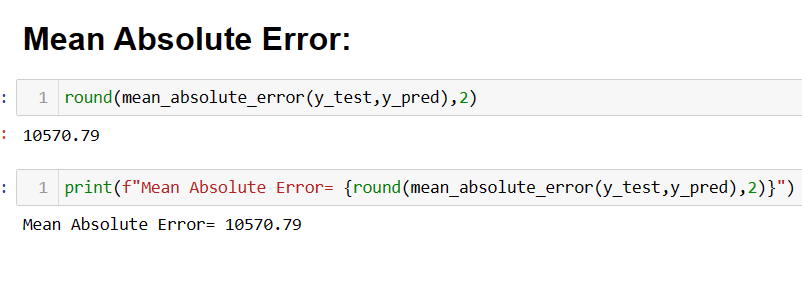 Mean Absolute Error:
: 1 round(mean_absolute_error(y_test,y_pred),2)
: 10570.79
: 1 print(f"Mean Absolute Error= {round(mean_absolute_error(y_test,y_pred),2)}")
Mean Absolute Error= 10570.79